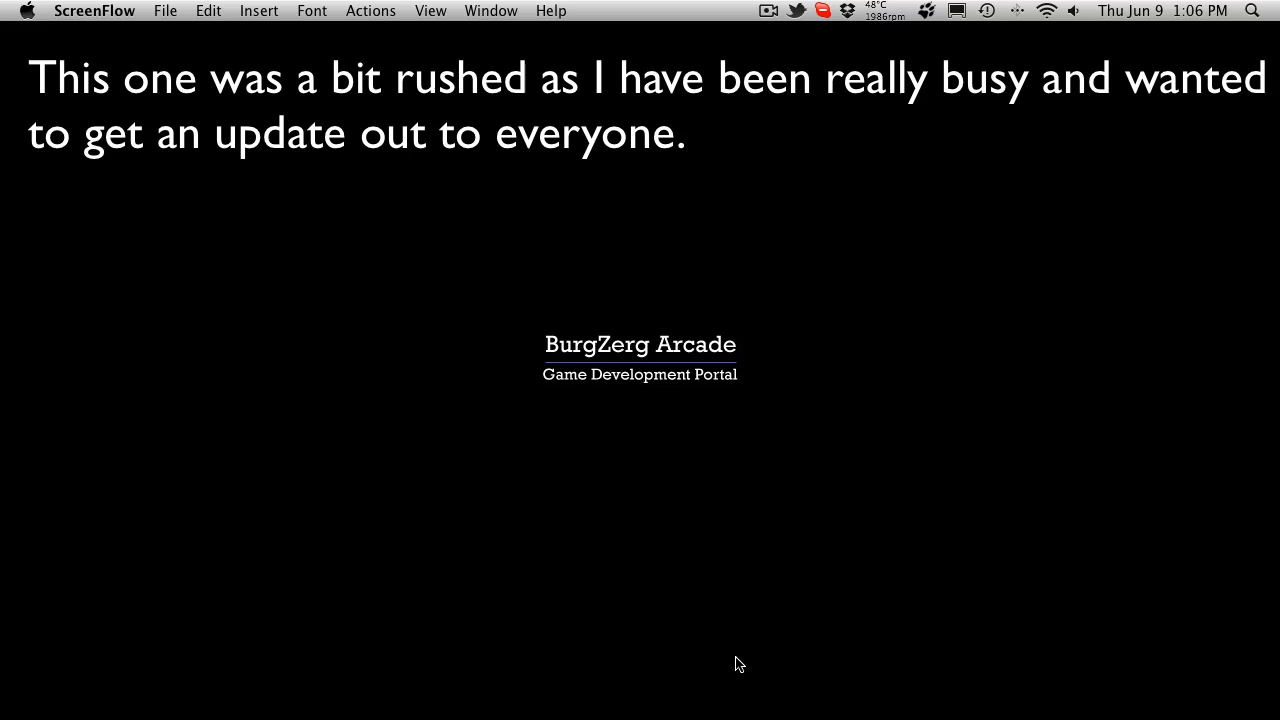 ScreenFlow File Edit Insert Font Actions View Window Help 48°C 1986rpm Thu Jun 9 1:06 PM
This one was a bit rushed as I have been really busy and wanted
to get an update out to everyone.
BurgZerg Arcade
Game Development Portal